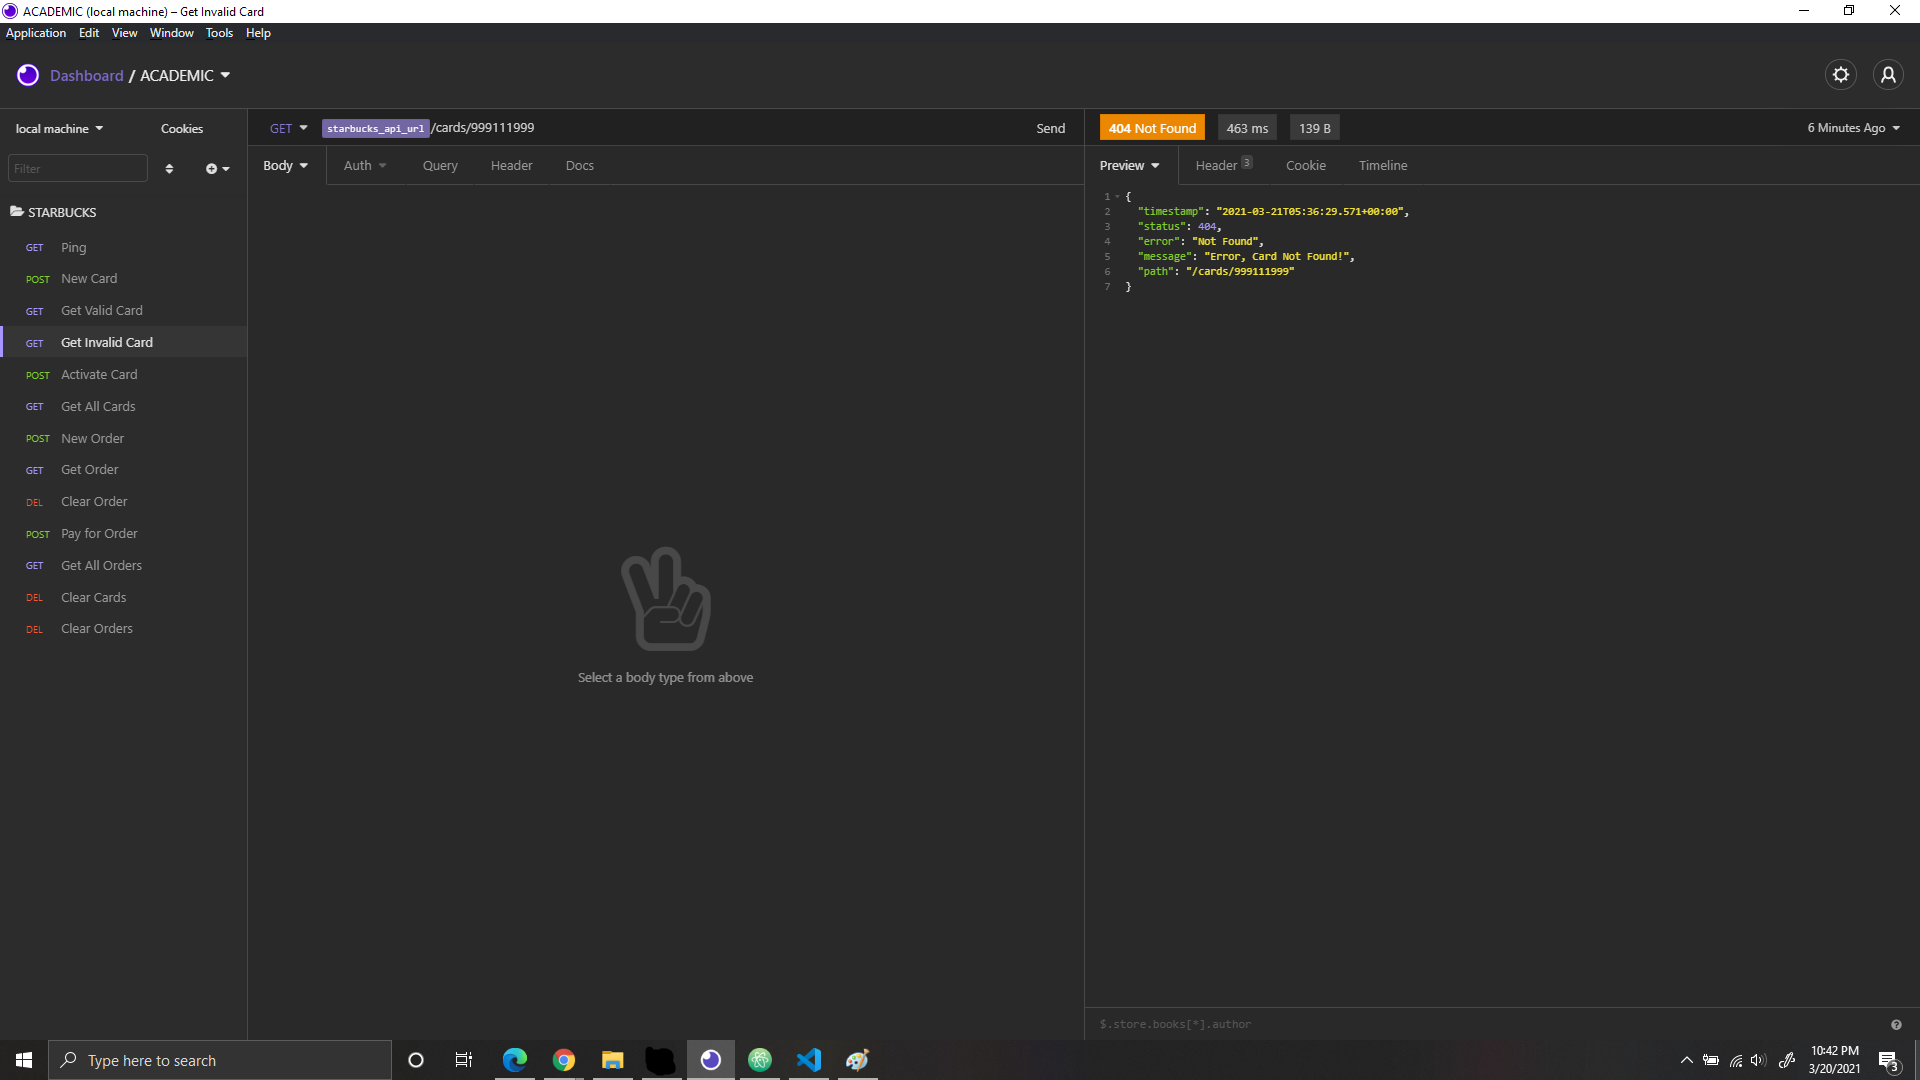 ACADEMIC (local machine) – Get Invalid Card
Application Edit View Window Tools Help
Dashboard / ACADEMIC
local machine Cookies
Filter
STARBUCKS
GET Ping
POST New Card
GET Get Valid Card
GET Get Invalid Card
POST Activate Card
GET Get All Cards
POST New Order
GET Get Order
DEL Clear Order
POST Pay for Order
GET Get All Orders
DEL Clear Cards
DEL Clear Orders
GET starbucks_api_url /cards/999111999 Send
Body Auth Query Header Docs
Select a body type from above
404 Not Found 463 ms 139 B 6 Minutes Ago
Preview Header 3 Cookie Timeline
1 {
2 "timestamp": "2021-03-21T05:36:29.571+00:00",
3 "status": 404,
4 "error": "Not Found",
5 "message": "Error, Card Not Found!",
6 "path": "/cards/999111999"
7 }
$.store.books[*].author
Type here to search
10:42 PM
3/20/2021
3